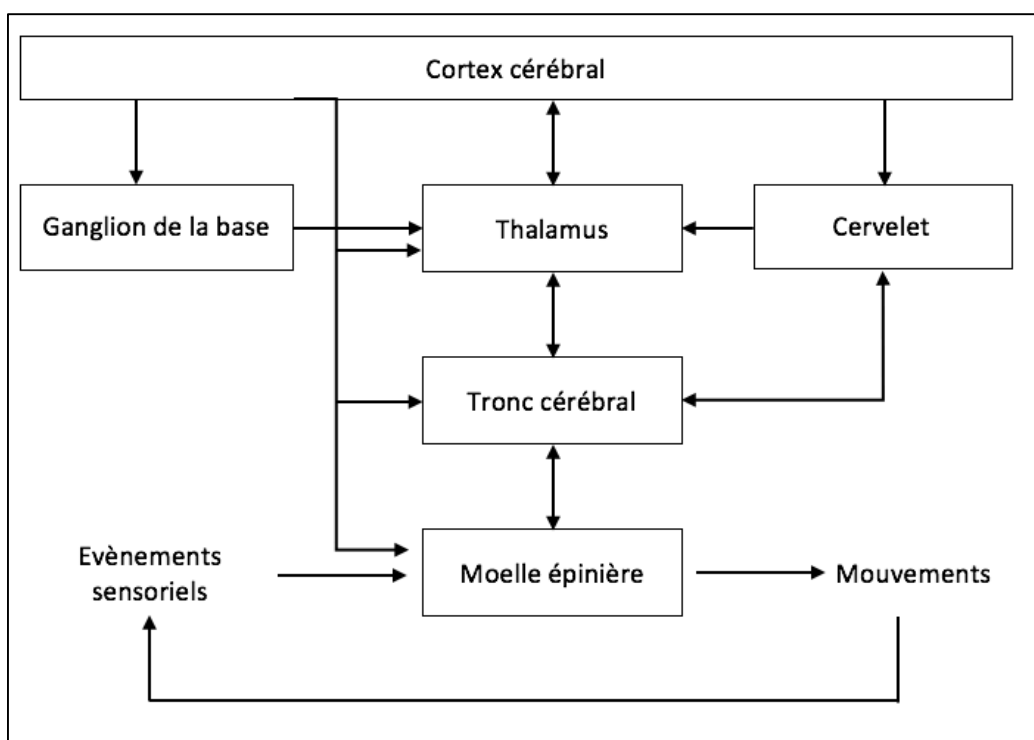 Cortex cérébral
Ganglion de la base
Thalamus
Cervelet
Tronc cérébral
Evènements
sensoriels
Moelle épinière
Mouvements